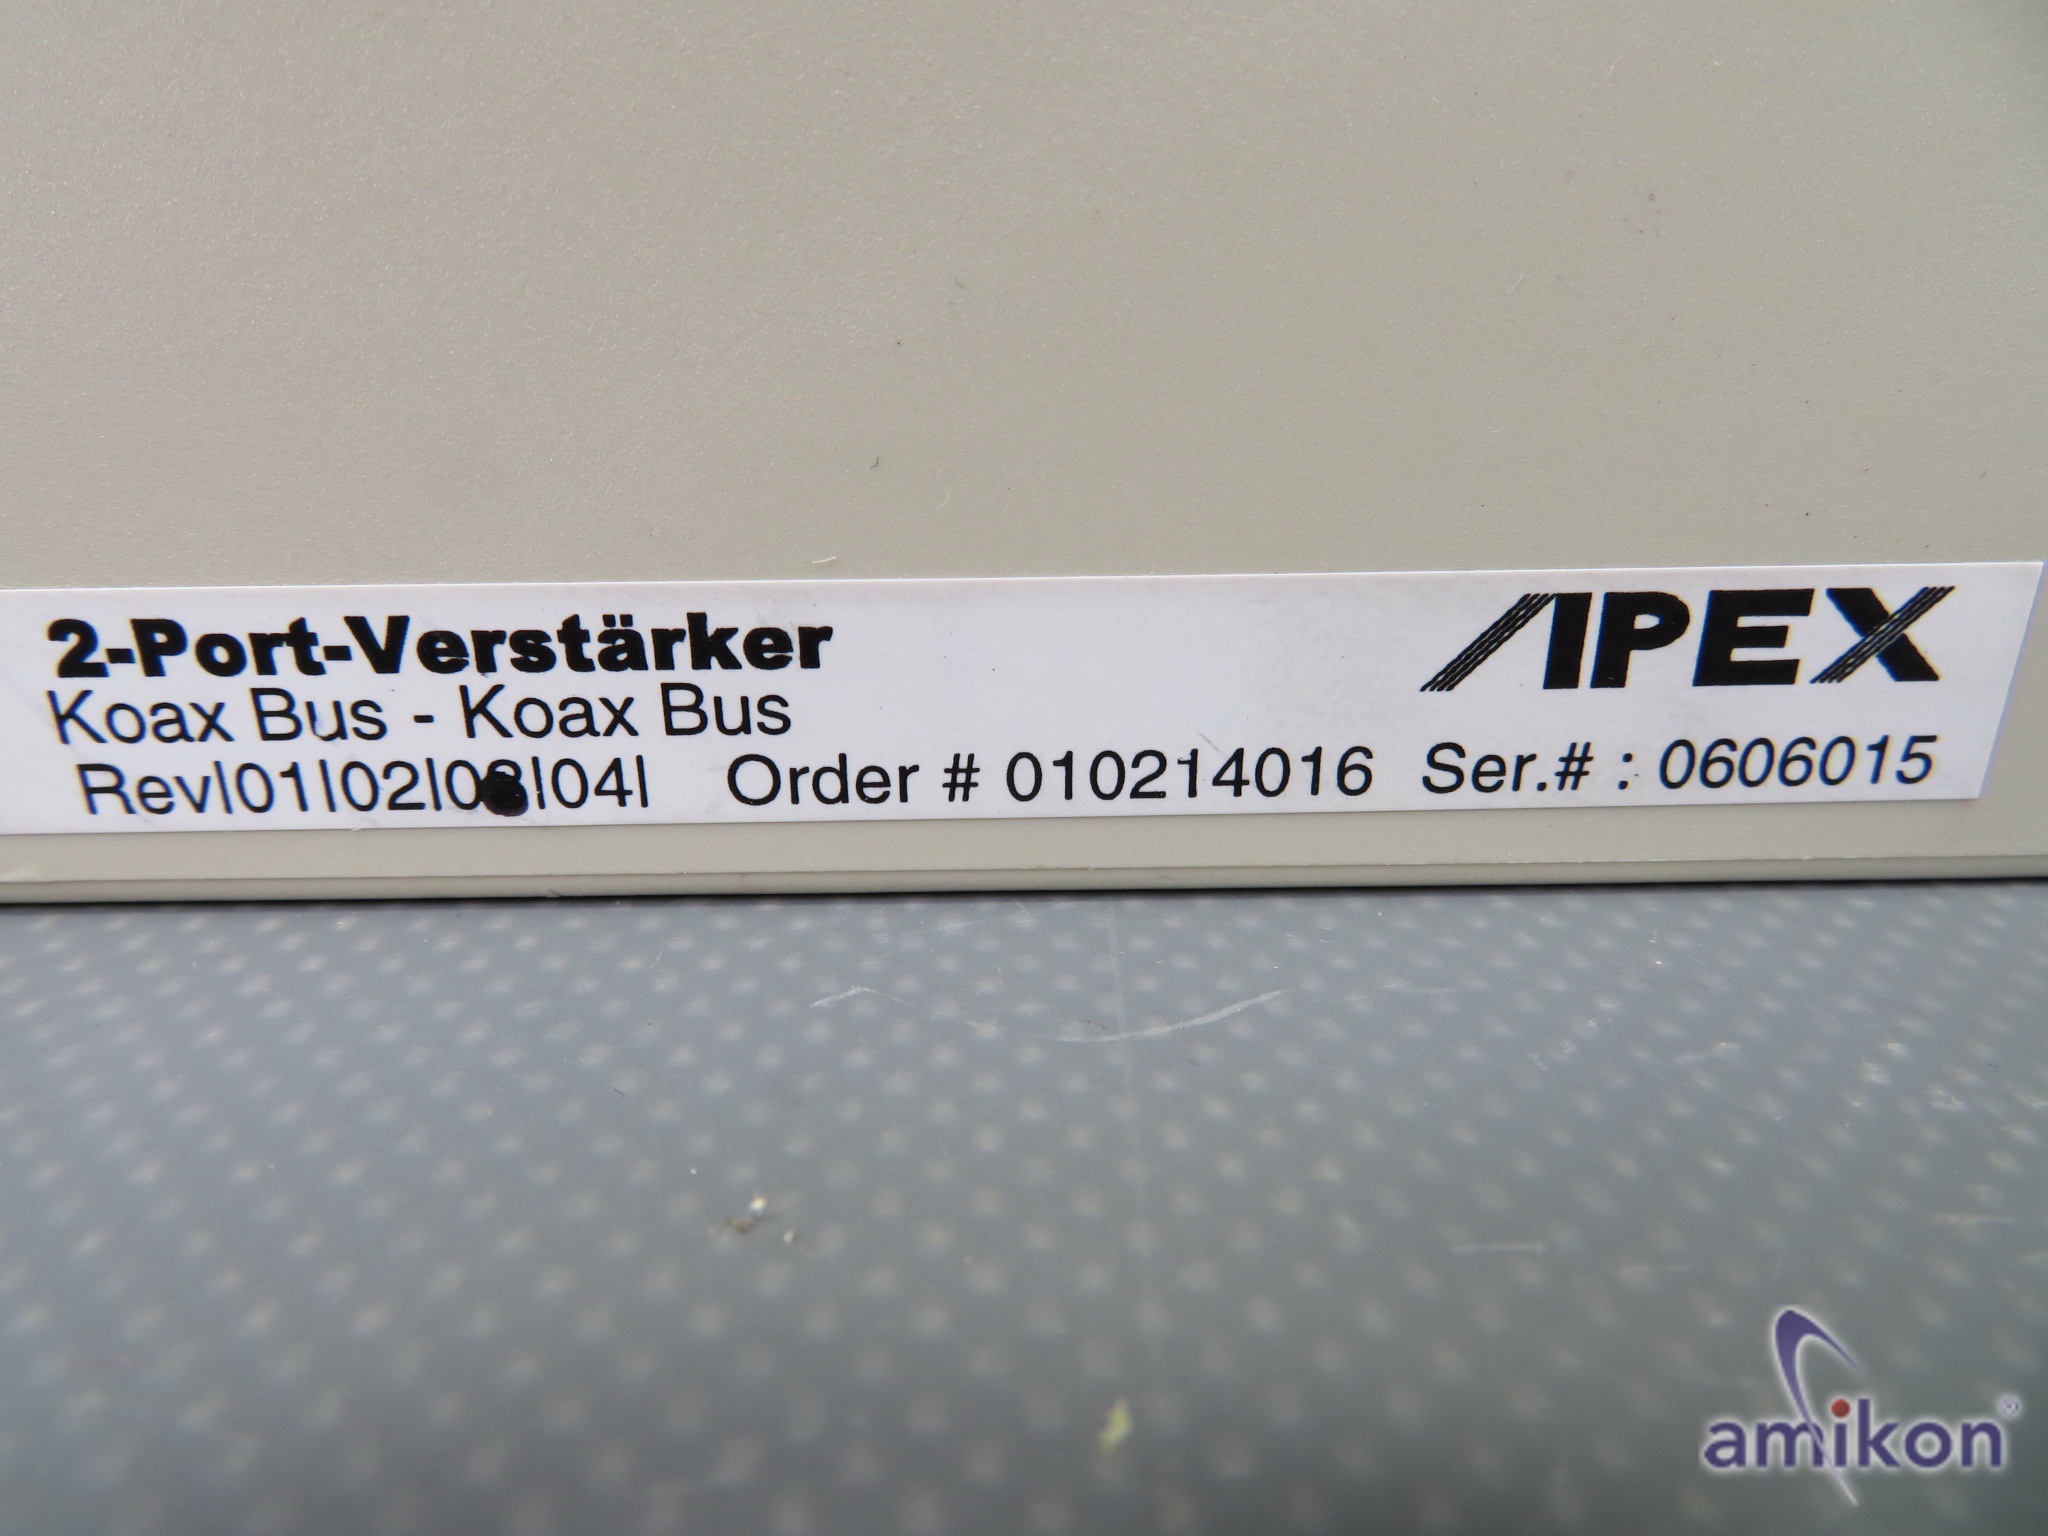 2-Port-Verstärker
APEX
Koax Bus - Koax Bus
Rev|01|02|03|04| Order # 010214016 Ser.# : 0606015
amikon®